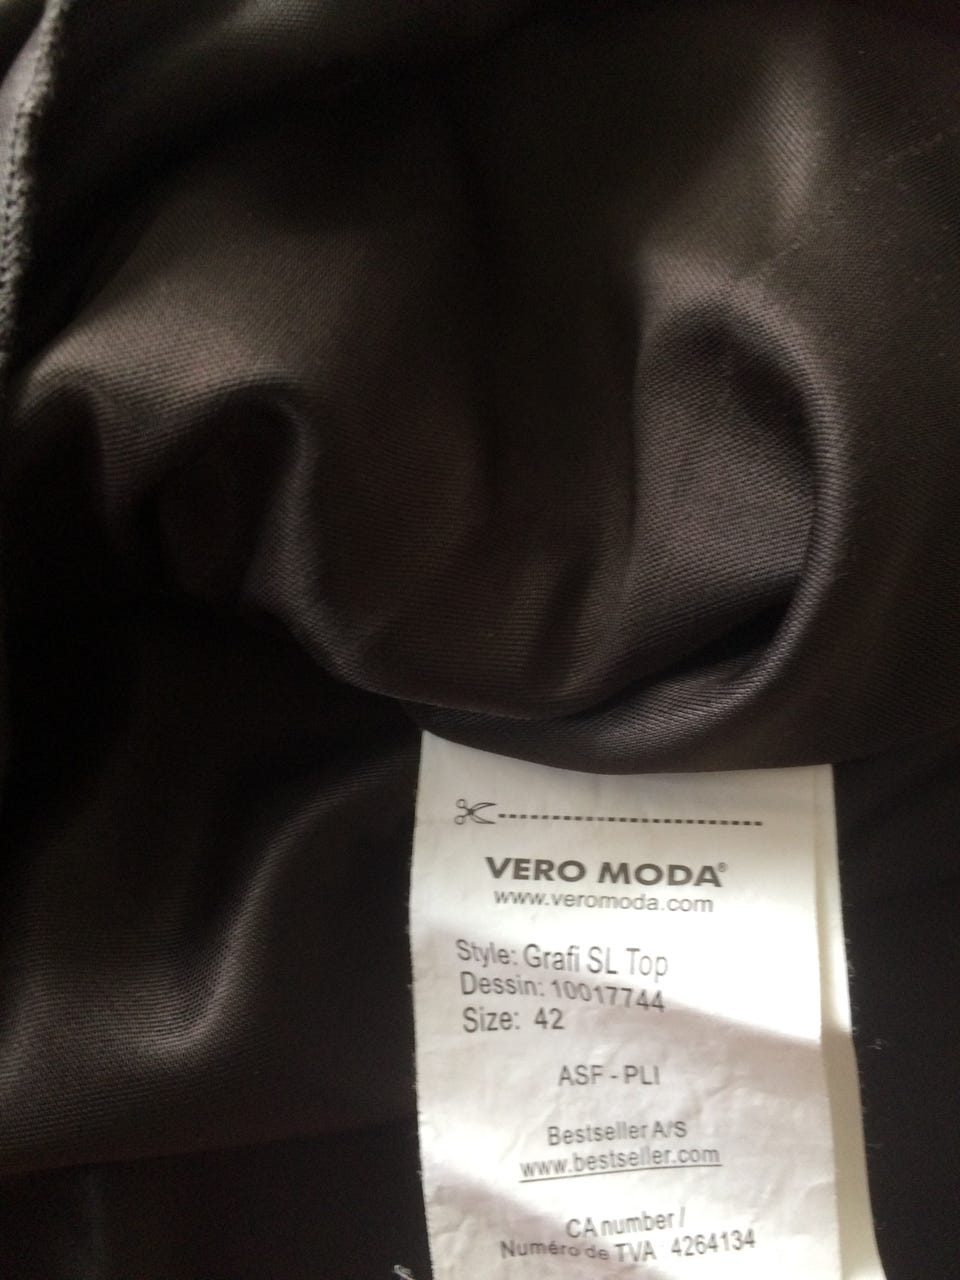 VERO MODA®
www.veromoda.com
Style: Grafi SL Top
Dessin: 10017744
Size: 42
ASF - PLI
Bestseller A/S
www.bestseller.com
CA number /
Numéro de TVA 4264134